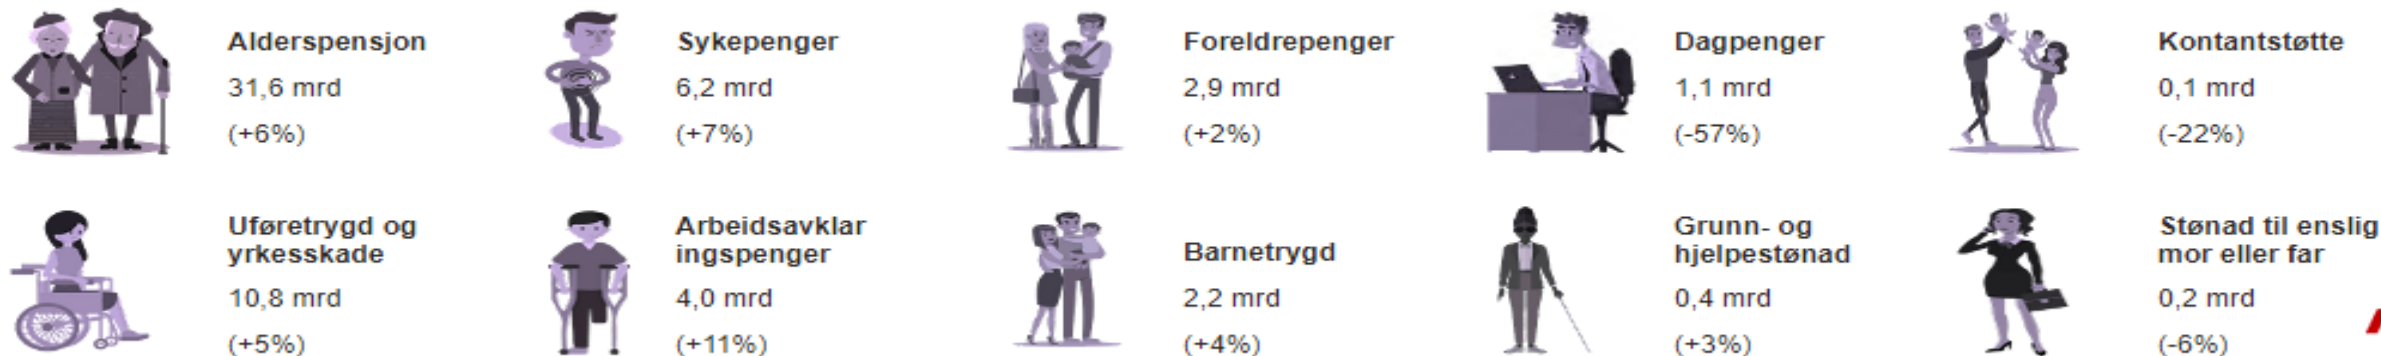 Alderspensjon
31,6 mrd
(+6%)
Sykepenger
6,2 mrd
(+7%)
Foreldrepenger
2,9 mrd
(+2%)
Dagpenger
1,1 mrd
(-57%)
Kontantstøtte
0,1 mrd
(-22%)
Uføretrygd og
yrkesskade
10,8 mrd
(+5%)
Arbeidsavklar
ingspenger
4,0 mrd
(+11%)
Barnetrygd
2,2 mrd
(+4%)
Grunn- og
hjelpestønad
0,4 mrd
(+3%)
Stønad til enslig
mor eller far
0,2 mrd
(-6%)